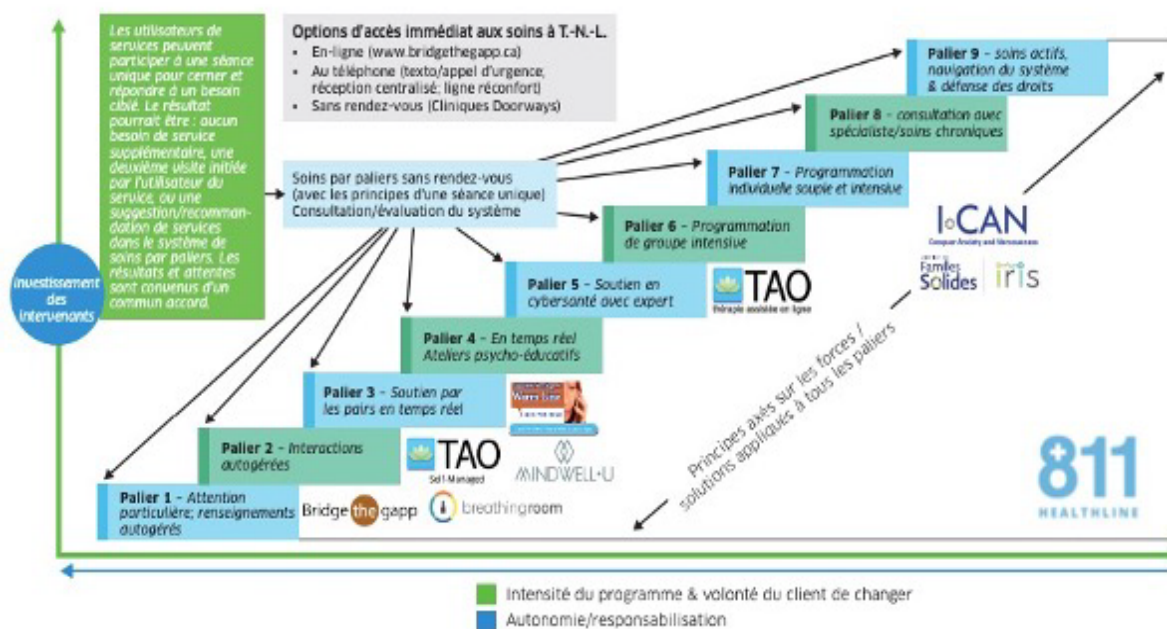 Les utilisateurs de
services peuvent
participer à une séance
unique pour cerner et
répondre à un besoin
ciblé. Le résultat
pourrait être : aucun
besoin de service
supplémentaire, une
deuxième visite initiée
par l'utilisateur du
service, ou une
suggestion/recomman-
dation de services
dans le système de
soins par paliers. Les
résultats et attentes
sont convenus d'un
commun accord.
Options d'accès immédiat aux soins à T.-N.-L.
• En-ligne (www.bridgethegapp.ca)
• Au téléphone (texto/appel d'urgence,
réception centralisé; ligne réconfort)
• Sans rendez-vous (Cliniques Doorways)
Soins par paliers sans rendez-vous
(avec les principes d'une séance unique)
Consultation/évaluation du système
Investissement
des
intervenants
Palier 9 – soins actifs,
navigation du système
& défense des droits
Palier 8 – consultation avec
spécialiste/soins chroniques
Palier 7 – Programmation
individuelle souple et intensive
Palier 6 – Programmation
de groupe intensive
I•CAN
Conquer Anxiety and Nervousness
Familles
Solides
iris
Palier 5 – Soutien en
cybersanté avec expert
TAO
thérapie assistée en ligne
Palier 4 – En temps réel
Ateliers psycho-éducatifs
Palier 3 – Soutien par
les pairs en temps réel
Warm Line
Palier 2 – Interactions
autogérées
TAO
Self-Managed
MINDWELL•U
Palier 1 – Attention
particulière; renseignements
autogérés
Bridge the gapp
breathingroom
Principes axés sur les forces /
solutions appliqués à tous les paliers
811
HEALTHLINE
Intensité du programme & volonté du client de changer
Autonomie/responsabilisation